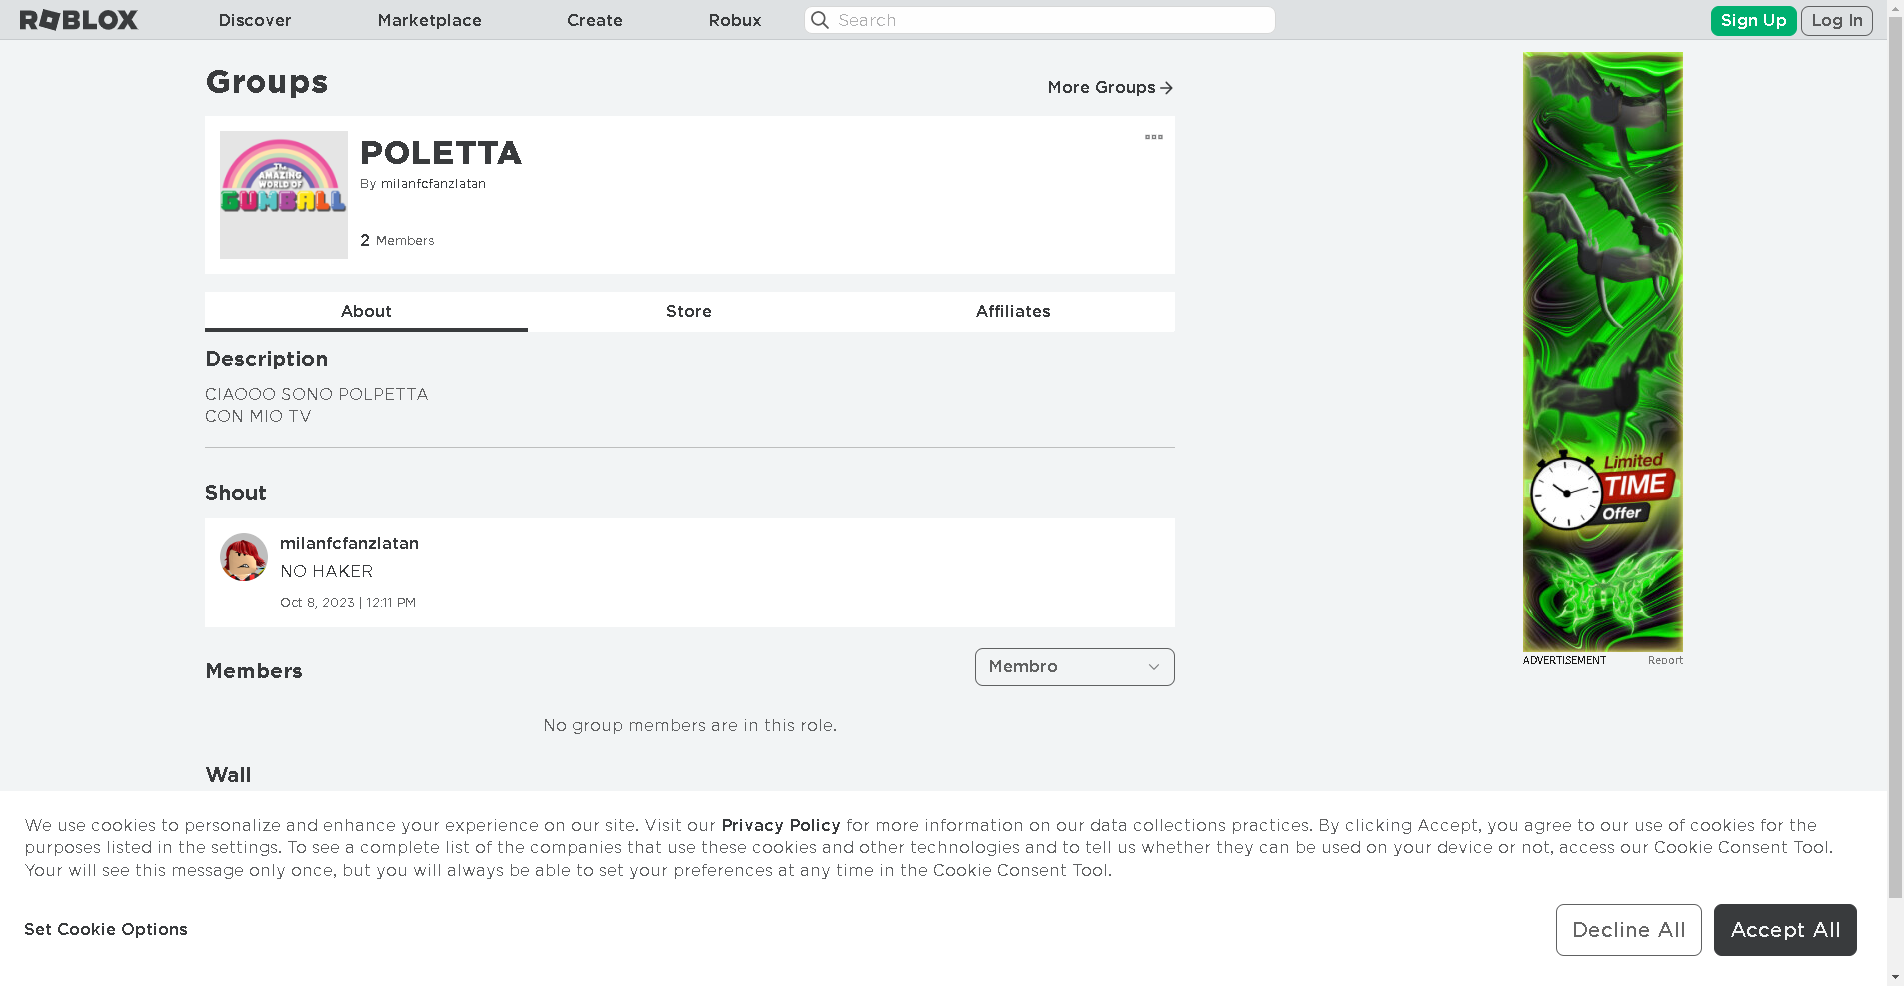 ROBLOX
Discover
Marketplace
Create
Robux
Search
Sign Up
Log In
Groups
More Groups
The
AMAZING
WORLD OF
GUMBALL
POLETTA
By milanfcfanzlatan
2 Members
About
Store
Affiliates
Description
CIAOOO SONO POLPETTA
CON MIO TV
Shout
milanfcfanzlatan
NO HAKER
Oct 8, 2023 | 12:11 PM
Members
Membro
No group members are in this role.
Wall
Limited
TIME
Offer
ADVERTISEMENT
Report
We use cookies to personalize and enhance your experience on our site. Visit our Privacy Policy for more information on our data collections practices. By clicking Accept, you agree to our use of cookies for the
purposes listed in the settings. To see a complete list of the companies that use these cookies and other technologies and to tell us whether they can be used on your device or not, access our Cookie Consent Tool.
Your will see this message only once, but you will always be able to set your preferences at any time in the Cookie Consent Tool.
Set Cookie Options
Decline All
Accept All